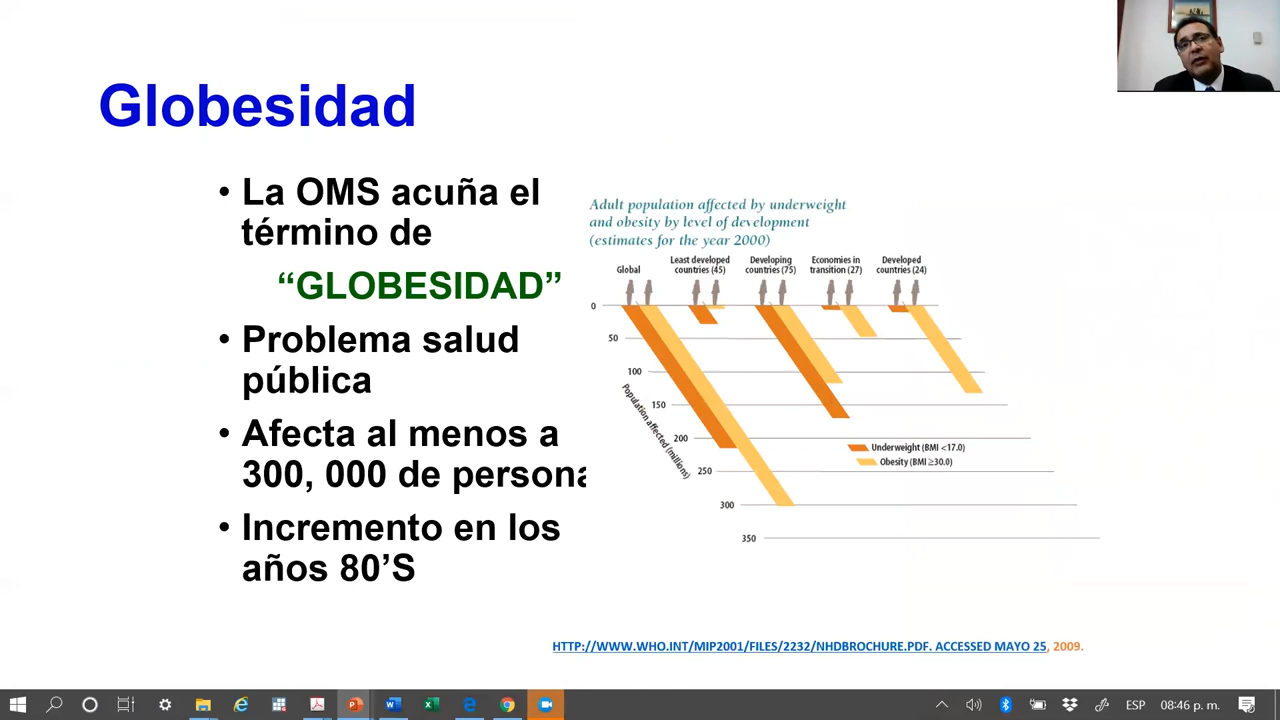 Globesidad
• La OMS acuña el
término de
“GLOBESIDAD”
• Problema salud
pública
• Afecta al menos a
300, 000 de persona
• Incremento en los
años 80’S
Adult population affected by underweight
and obesity by level of development
(estimates for the year 2000)
Global
Least developed
countries (45)
Developing
countries (75)
Economies in
transition (27)
Developed
countries (24)
0
50
100
150
200
250
300
350
Population affected (millions)
Underweight (BMI <17.0)
Obesity (BMI ≥30.0)
HTTP://WWW.WHO.INT/MIP2001/FILES/2232/NHDBROCHURE.PDF. ACCESSED MAYO 25, 2009.
ESP
08:46 p. m.